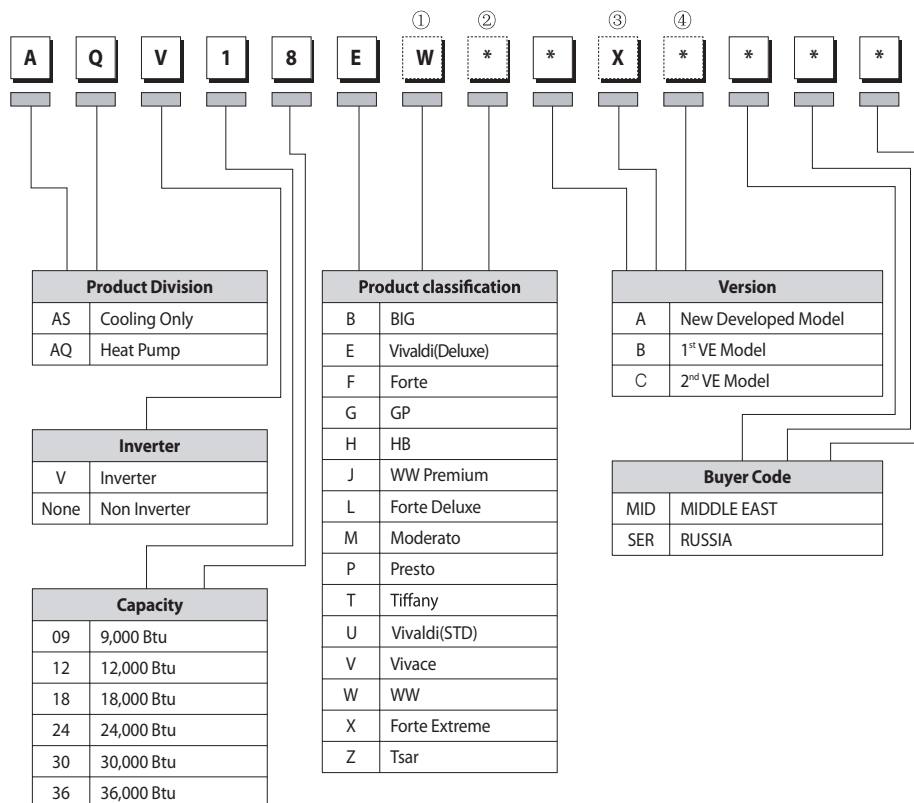 ① ② ③ ④
A Q V 1 8 E W * * X * * * *
Product Division
AS Cooling Only
AQ Heat Pump
Inverter
V Inverter
None Non Inverter
Capacity
09 9,000 Btu
12 12,000 Btu
18 18,000 Btu
24 24,000 Btu
30 30,000 Btu
36 36,000 Btu
Product classification
B BIG
E Vivaldi(Deluxe)
F Forte
G GP
H HB
J WW Premium
L Forte Deluxe
M Moderato
P Presto
T Tiffany
U Vivaldi(STD)
V Vivace
W WW
X Forte Extreme
Z Tsar
Version
A New Developed Model
B 1st VE Model
C 2nd VE Model
Buyer Code
MID MIDDLE EAST
SER RUSSIA